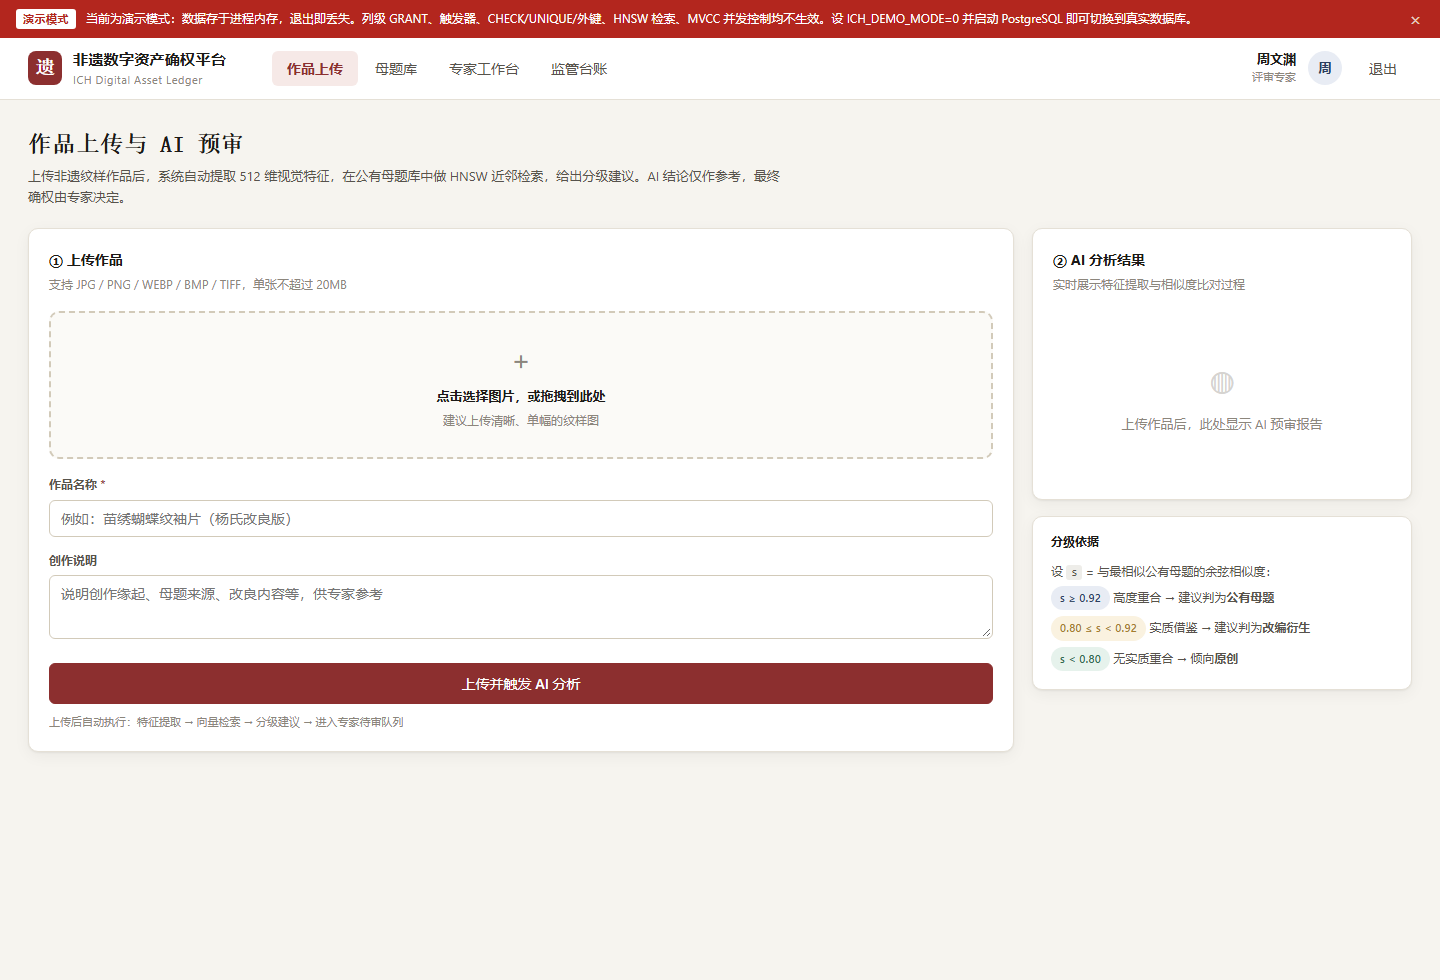 演示模式 当前为演示模式：数据存于进程内存，退出即丢失。列级 GRANT、触发器、CHECK/UNIQUE/外键、HNSW 检索、MVCC 并发控制均不生效。设 ICH_DEMO_MODE=0 并启动 PostgreSQL 即可切换到真实数据库。 ×
遗
非遗数字资产确权平台
ICH Digital Asset Ledger
作品上传 母题库 专家工作台 监管台账
周文渊
评审专家
周
退出
作品上传与 AI 预审
上传非遗纹样作品后，系统自动提取 512 维视觉特征，在公有母题库中做 HNSW 近邻检索，给出分级建议。AI 结论仅作参考，最终
确权由专家决定。
① 上传作品
支持 JPG / PNG / WEBP / BMP / TIFF，单张不超过 20MB
+
点击选择图片，或拖拽到此处
建议上传清晰、单幅的纹样图
作品名称 *
例如：苗绣蝴蝶纹袖片（杨氏改良版）
创作说明
说明创作缘起、母题来源、改良内容等，供专家参考
上传并触发 AI 分析
上传后自动执行：特征提取 → 向量检索 → 分级建议 → 进入专家待审队列
② AI 分析结果
实时展示特征提取与相似度比对过程
上传作品后，此处显示 AI 预审报告
分级依据
设 s = 与最相似公有母题的余弦相似度：
s ≥ 0.92 高度重合 → 建议判为公有母题
0.80 ≤ s < 0.92 实质借鉴 → 建议判为改编衍生
s < 0.80 无实质重合 → 倾向原创